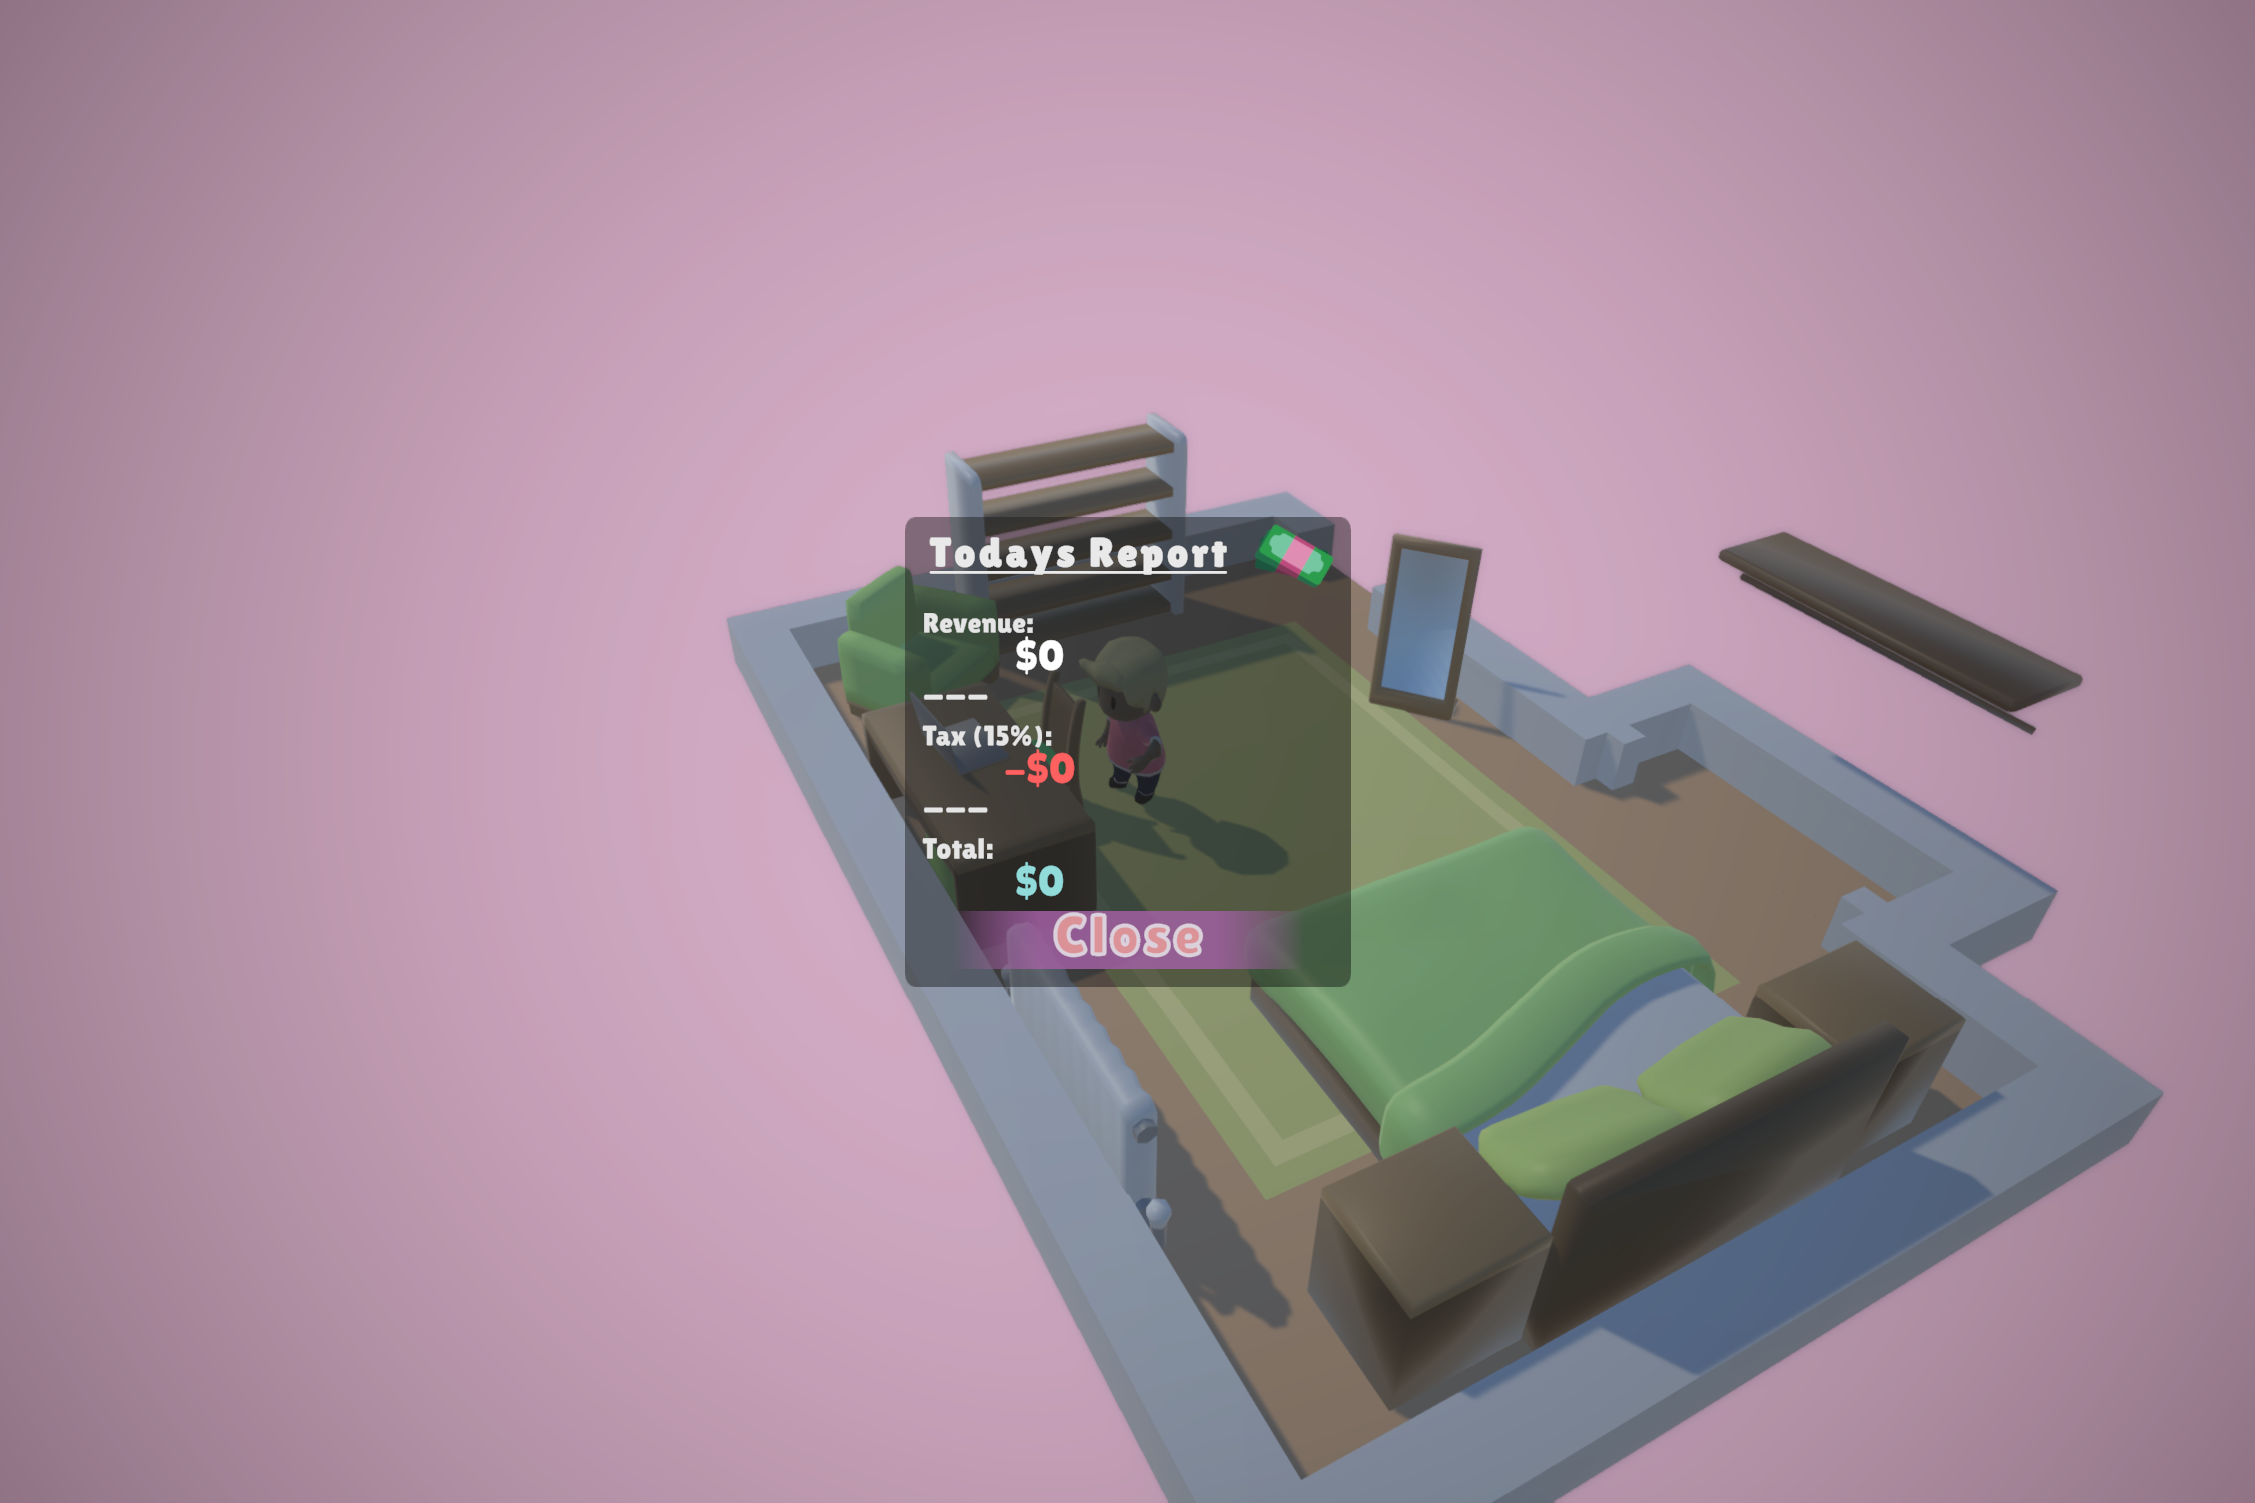 Todays Report
Revenue:
$0
---
Tax (15%):
-$0
---
Total:
$0
Close